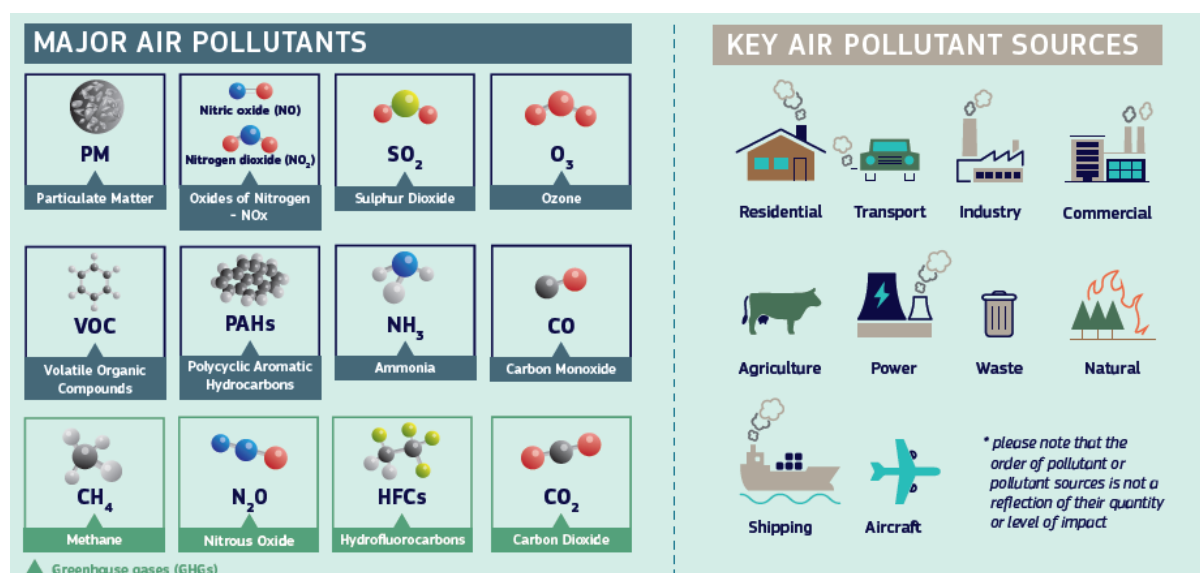 MAJOR AIR POLLUTANTS
Nitric oxide (NO)
Nitrogen dioxide (NO₂)
PM
SO₂
O₃
Particulate Matter
Oxides of Nitrogen
- NOx
Sulphur Dioxide
Ozone
VOC
PAHs
NH₃
CO
Volatile Organic
Compounds
Polycyclic Aromatic
Hydrocarbons
Ammonia
Carbon Monoxide
CH₄
N₂O
HFCs
CO₂
Methane
Nitrous Oxide
Hydrofluorocarbons
Carbon Dioxide
Greenhouse gases (GHGs)
KEY AIR POLLUTANT SOURCES
Residential
Transport
Industry
Commercial
Agriculture
Power
Waste
Natural
Shipping
Aircraft
* please note that the
order of pollutant or
pollutant sources is not a
reflection of their quantity
or level of impact